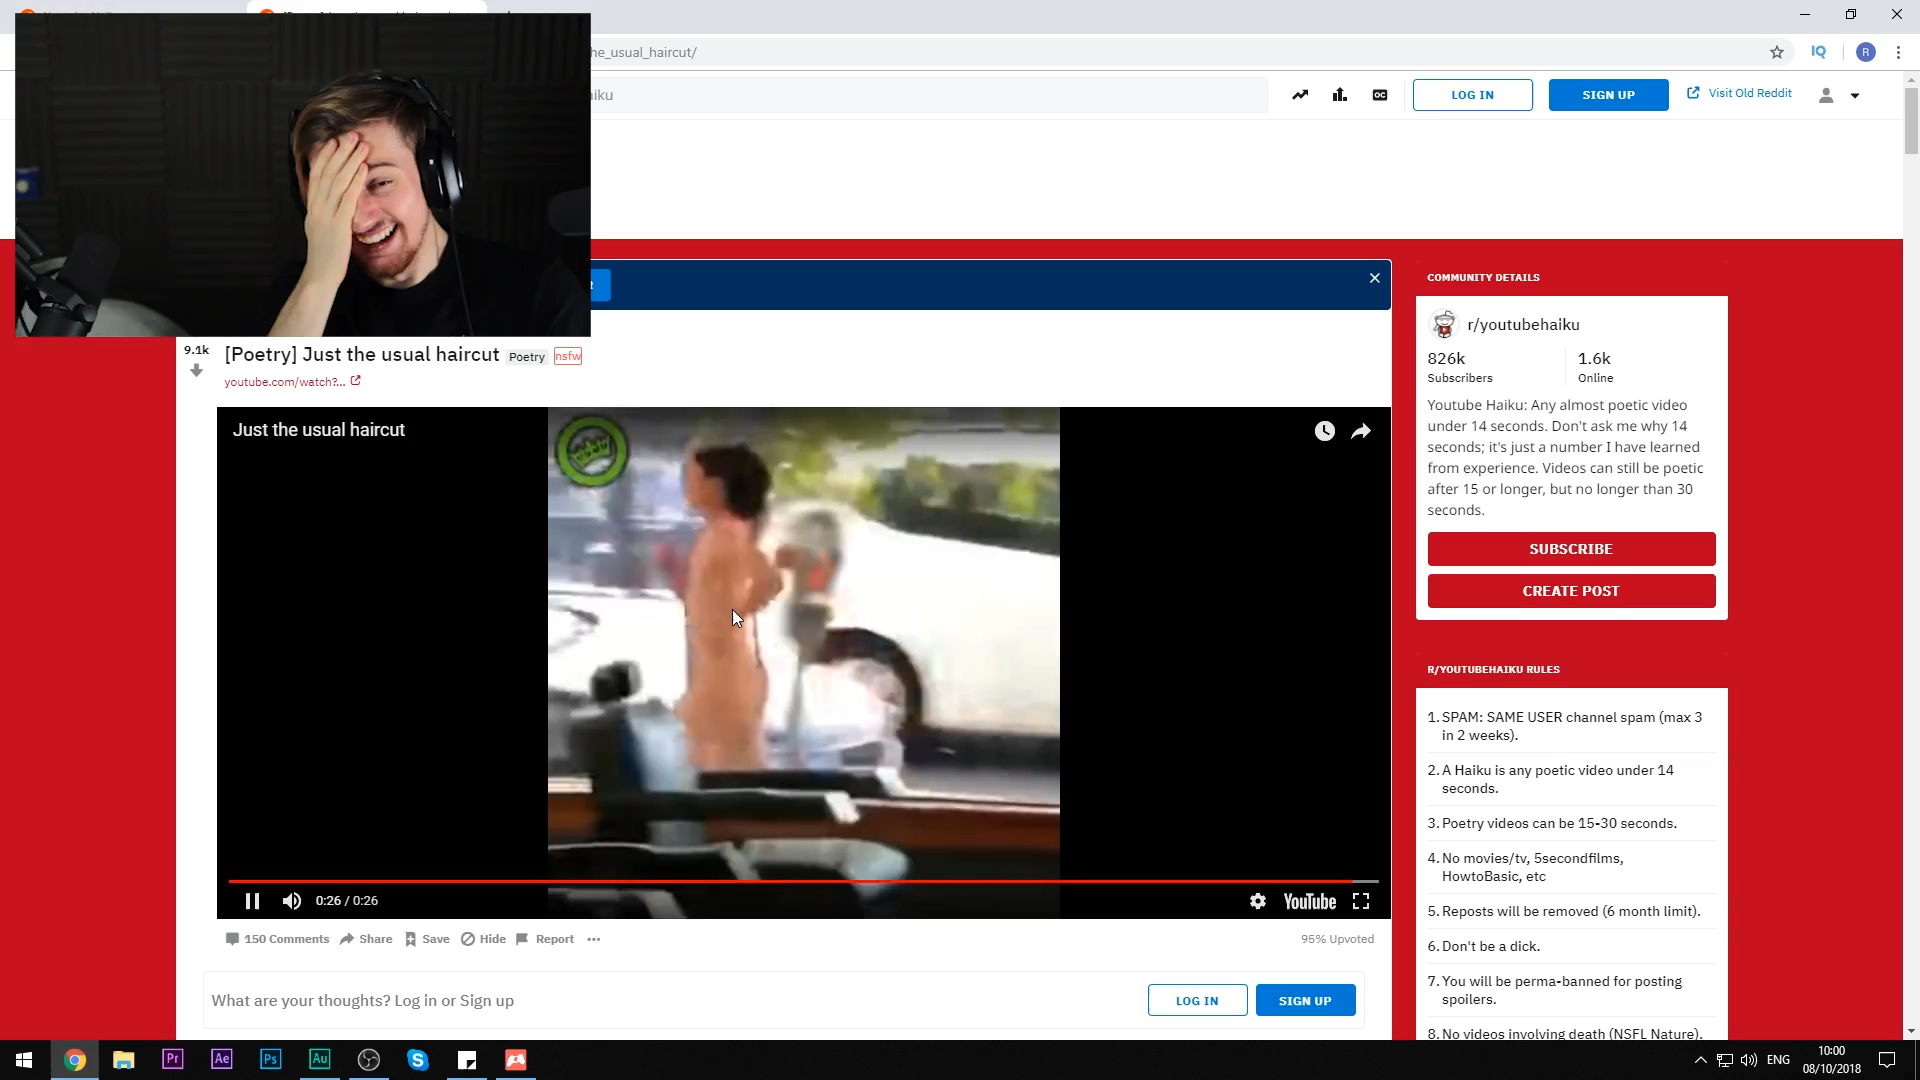 he_usual_haircut/
IQ
R
aiku
OC
LOG IN
SIGN UP
Visit Old Reddit
9.1k
[Poetry] Just the usual haircut
Poetry
nsfw
youtube.com/watch?...
Just the usual haircut
0:26 / 0:26
YouTube
150 Comments
Share
Save
Hide
Report
95% Upvoted
What are your thoughts? Log in or Sign up
LOG IN
SIGN UP
COMMUNITY DETAILS
r/youtubehaiku
826k
1.6k
Subscribers
Online
Youtube Haiku: Any almost poetic video
under 14 seconds. Don't ask me why 14
seconds; it's just a number I have learned
from experience. Videos can still be poetic
after 15 or longer, but no longer than 30
seconds.
SUBSCRIBE
CREATE POST
R/YOUTUBEHAIKU RULES
1. SPAM: SAME USER channel spam (max 3
in 2 weeks).
2. A Haiku is any poetic video under 14
seconds.
3. Poetry videos can be 15-30 seconds.
4. No movies/tv, 5secondfilms,
HowtoBasic, etc
5. Reposts will be removed (6 month limit).
6. Don't be a dick.
7. You will be perma-banned for posting
spoilers.
8. No videos involving death (NSFL Nature).
Pr
Ae
Ps
Au
ENG
10:00
08/10/2018